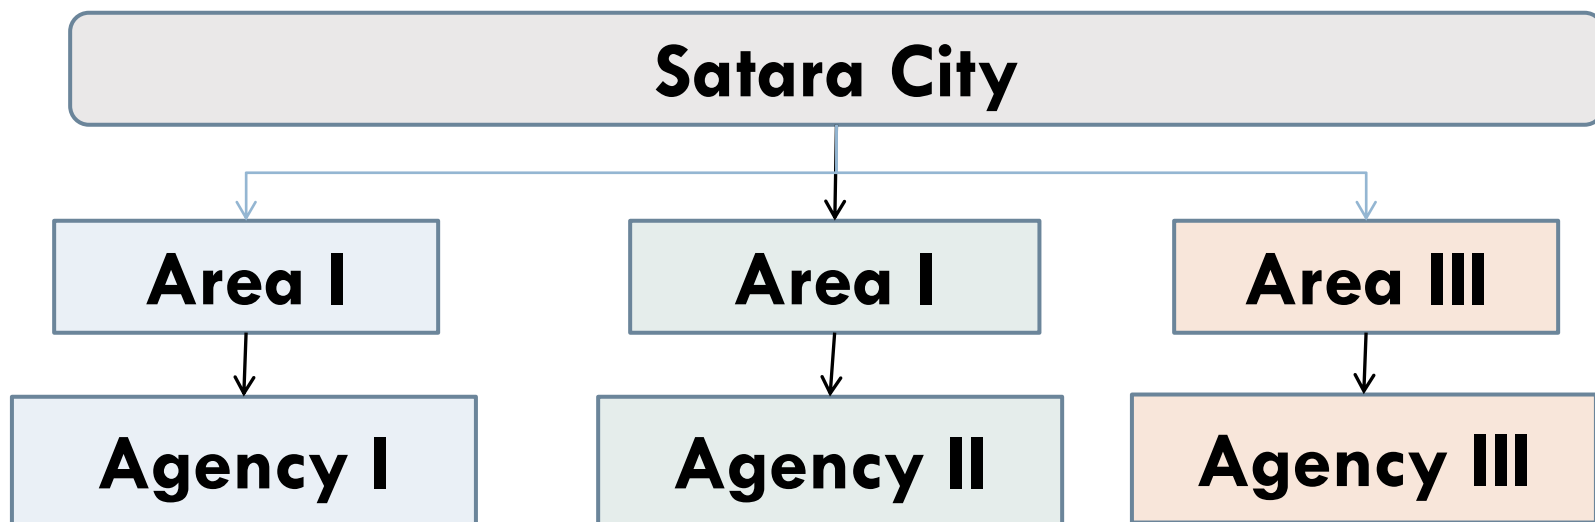 Satara City
Area I
Area I
Area III
Agency I
Agency II
Agency III